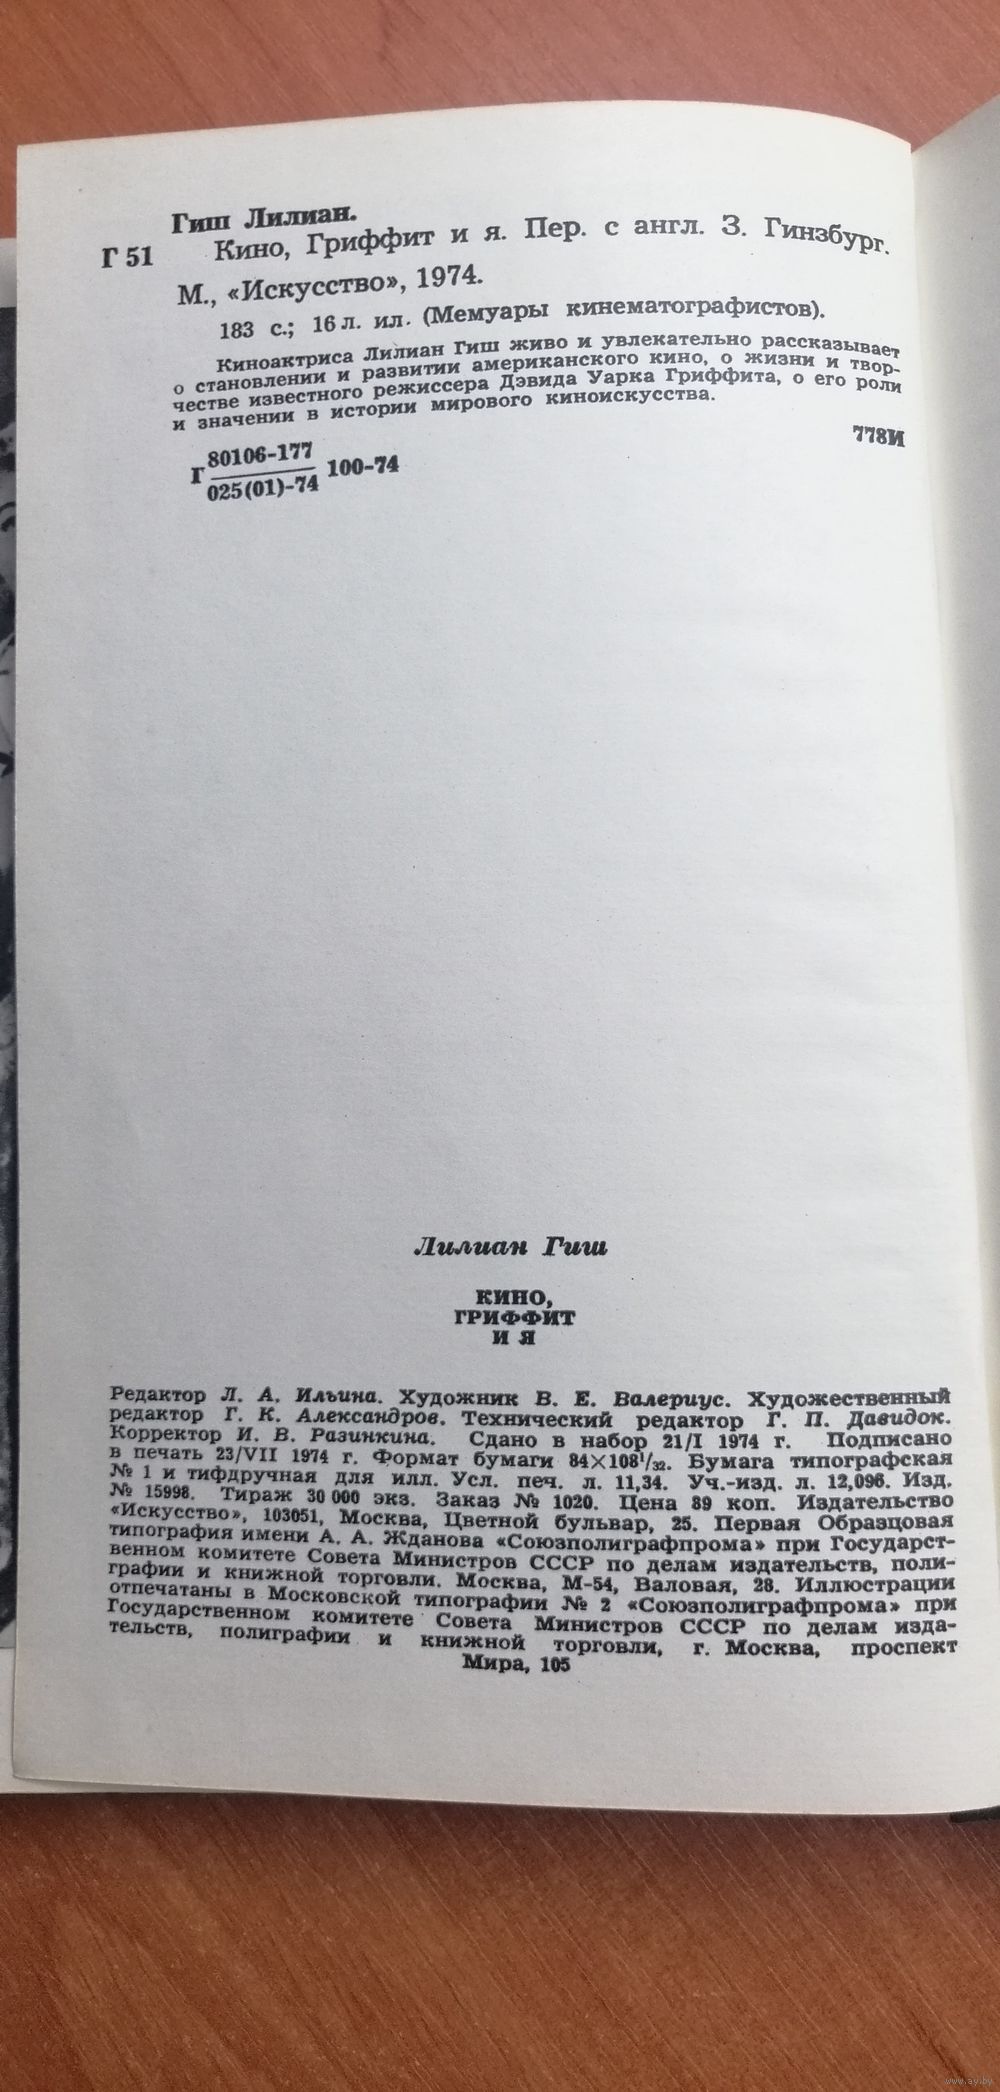 Гиш Лилиан.
Г 51 Кино, Гриффит и я. Пер. с англ. З. Гинзбург.
М., «Искусство», 1974.
183 с.; 16 л. ил. (Мемуары кинематографистов).
Киноактриса Лилиан Гиш живо и увлекательно рассказывает
о становлении и развитии американского кино, о жизни и твор-
честве известного режиссера Дэвида Уарка Гриффита, о его роли
и значении в истории мирового киноискусства.
Г 80106-177
025(01)-74 100-74 778И
Лилиан Гиш
КИНО,
ГРИФФИТ
И Я
Редактор Л. А. Ильина. Художник В. Е. Валериус. Художественный
редактор Г. К. Александров. Технический редактор Г. П. Давидок.
Корректор И. В. Разинкина. Сдано в набор 21/I 1974 г. Подписано
в печать 23/VII 1974 г. Формат бумаги 84×108¹/₃₂. Бумага типографская
№ 1 и тифдручная для илл. Усл. печ. л. 11,34. Уч.-изд. л. 12,096. Изд.
№ 15998. Тираж 30 000 экз. Заказ № 1020. Цена 89 коп. Издательство
«Искусство», 103051, Москва, Цветной бульвар, 25. Первая Образцовая
типография имени А. А. Жданова «Союзполиграфпрома» при Государст-
венном комитете Совета Министров СССР по делам издательств, поли-
графии и книжной торговли. Москва, М-54, Валовая, 28. Иллюстрации
отпечатаны в Московской типографии № 2 «Союзполиграфпрома» при
Государственном комитете Совета Министров СССР по делам изда-
тельств, полиграфии и книжной торговли, г. Москва, проспект
Мира, 105
www.ay.by